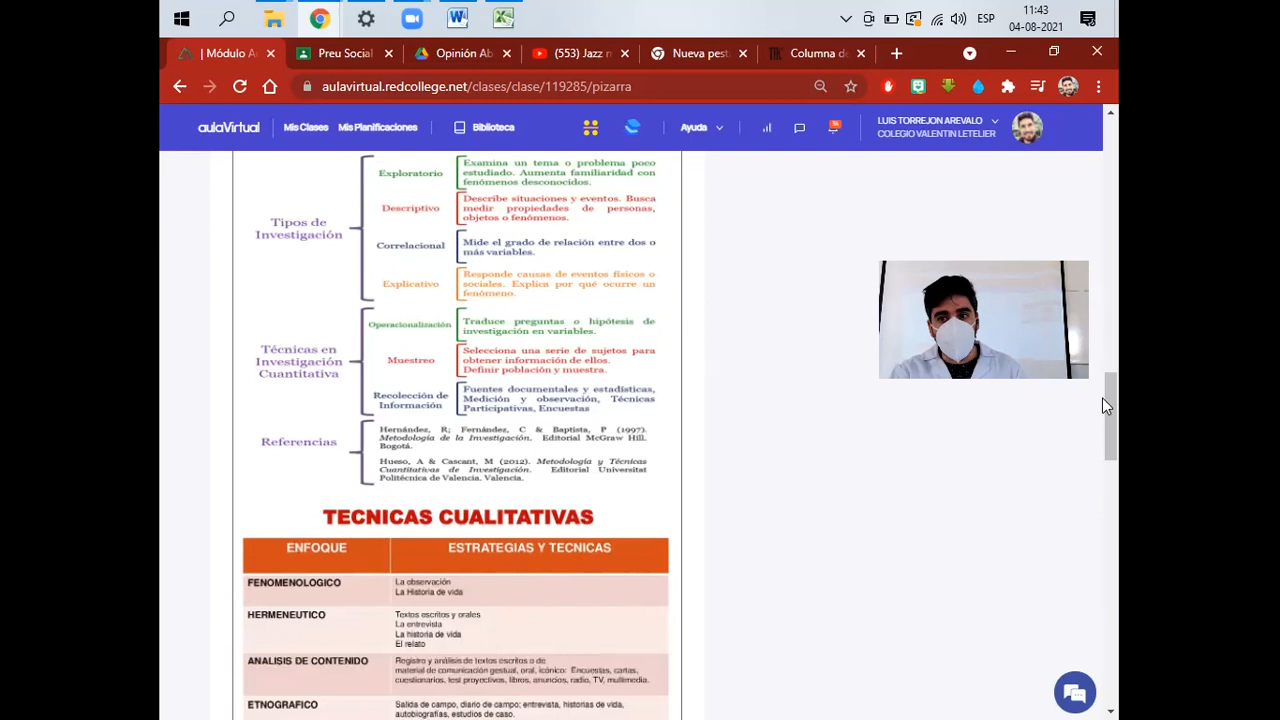 11:43
ESP
04-08-2021
| Módulo A
Preu Social
Opinión Ab
(553) Jazz n
Nueva pest
Columna d
aulavirtual.redcollege.net/clases/clase/119285/pizarra
aulaVirtual
Mis Clases
Mis Planificaciones
Biblioteca
Ayuda
LUIS TORREJON AREVALO
COLEGIO VALENTIN LETELIER
Tipos de
Investigación
Exploratorio
Examina un tema o problema poco
estudiado. Aumenta familiaridad con
fenómenos desconocidos.
Descriptivo
Describe situaciones y eventos. Busca
medir propiedades de personas,
objetos o fenómenos.
Correlacional
Mide el grado de relación entre dos o
más variables.
Explicativo
Responde causas de eventos físicos o
sociales. Explica por qué ocurre un
fenómeno.
Técnicas en
Investigación
Cuantitativa
Operacionalización
Traduce preguntas o hipótesis de
investigación en variables.
Muestreo
Selecciona una serie de sujetos para
obtener información de ellos.
Definir población y muestra.
Recolección de
Información
Fuentes documentales y estadísticas,
Medición y observación, Técnicas
Participativas, Encuestas
Referencias
Hernández, R; Fernández, C & Baptista, P (1997).
Metodología de la Investigación. Editorial McGraw Hill.
Bogotá.
Hueso, A & Cascant, M (2012). Metodología y Técnicas
Cuantitativas de Investigación. Editorial Universitat
Politécnica de Valencia. Valencia.
TECNICAS CUALITATIVAS
ENFOQUE
ESTRATEGIAS Y TECNICAS
FENOMENOLOGICO
La observación
La Historia de vida
HERMENEUTICO
Textos escritos y orales
La entrevista
La historia de vida
El relato
ANALISIS DE CONTENIDO
Registro y análisis de textos escritos o de
material de comunicación gestual, oral, icónico: Encuestas, cartas,
cuestionarios, test proyectivos, libros, anuncios, radio, TV, multimedia.
ETNOGRAFICO
Salida de campo, diario de campo; entrevista, historias de vida,
autobiografías, estudios de caso.